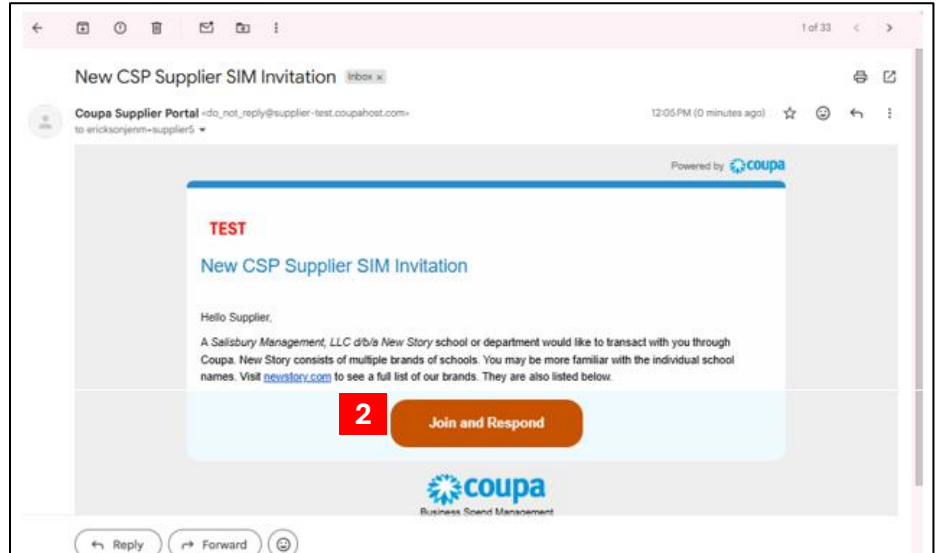 1 of 33
New CSP Supplier SIM Invitation Inbox x
Coupa Supplier Portal <do_not_reply@supplier-test.coupahost.com> 12:05 PM (0 minutes ago)
to ericksonjenm+supplier5
Powered by coupa
TEST
New CSP Supplier SIM Invitation
Hello Supplier,
A Salisbury Management, LLC d/b/a New Story school or department would like to transact with you through
Coupa. New Story consists of multiple brands of schools. You may be more familiar with the individual school
names. Visit newstory.com to see a full list of our brands. They are also listed below.
2 Join and Respond
coupa
Business Spend Management
Reply Forward